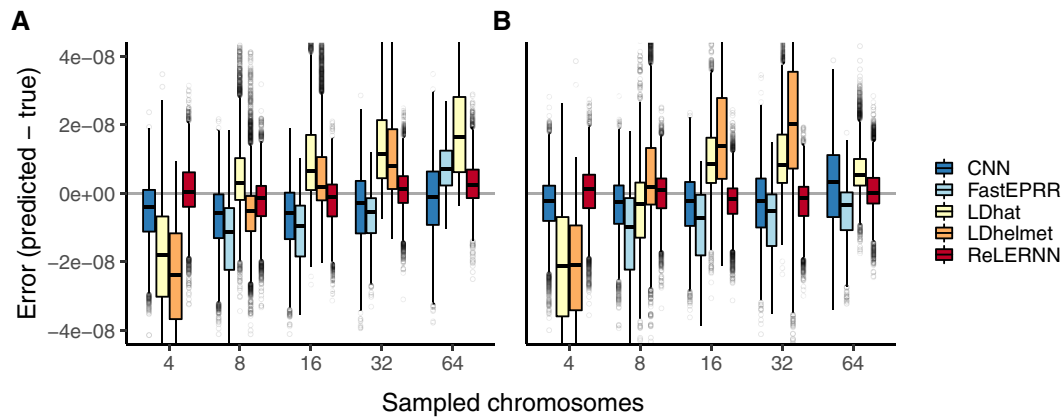 A
B
Error (predicted − true)
4e−08
2e−08
0e+00
−2e−08
−4e−08
4 8 16 32 64
4 8 16 32 64
Sampled chromosomes
CNN
FastEPRR
LDhat
LDhelmet
ReLERNN